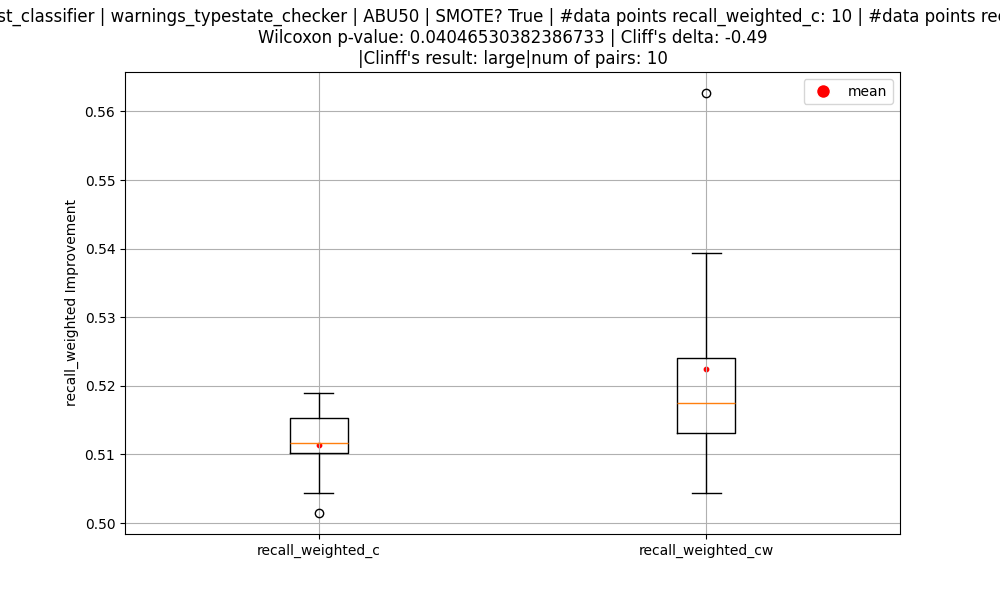 st_classifier | warnings_typestate_checker | ABU50 | SMOTE? True | #data points recall_weighted_c: 10 | #data points rec
Wilcoxon p-value: 0.04046530382386733 | Cliff's delta: -0.49
|Clinff's result: large|num of pairs: 10
mean
recall_weighted Improvement
0.56
0.55
0.54
0.53
0.52
0.51
0.50
recall_weighted_c
recall_weighted_cw